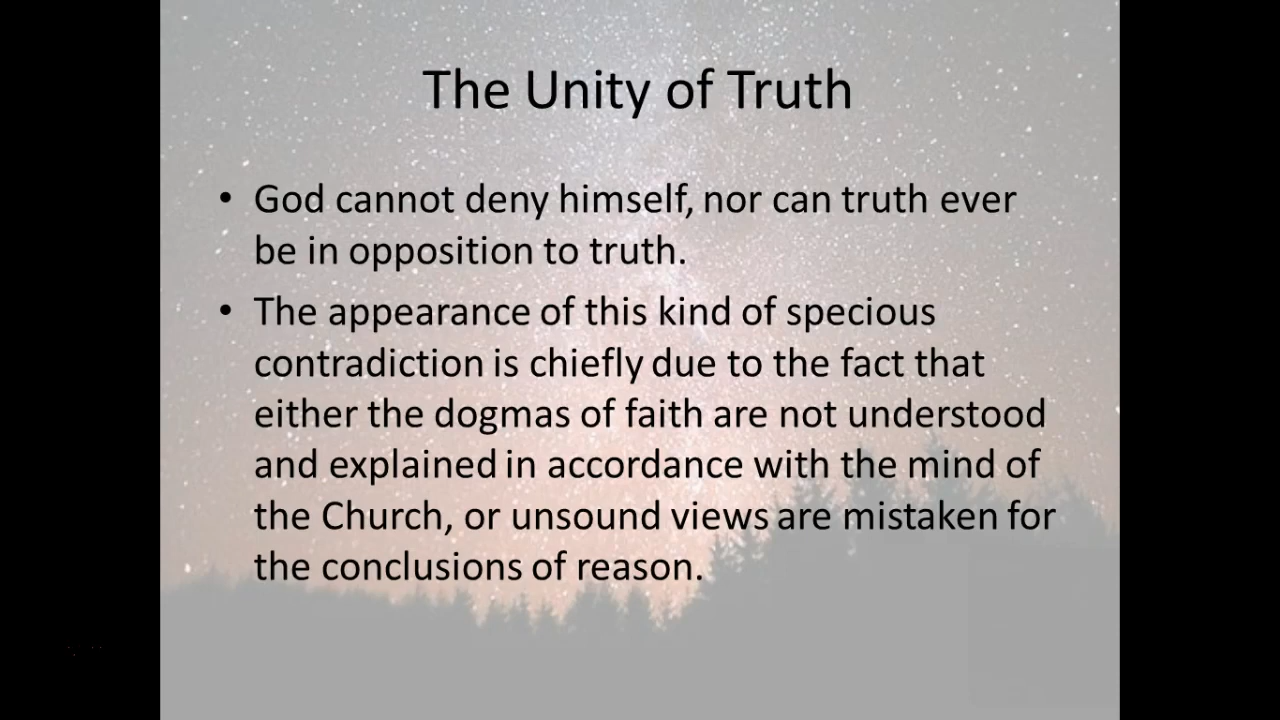 The Unity of Truth
• God cannot deny himself, nor can truth ever
be in opposition to truth.
• The appearance of this kind of specious
contradiction is chiefly due to the fact that
either the dogmas of faith are not understood
and explained in accordance with the mind of
the Church, or unsound views are mistaken for
the conclusions of reason.